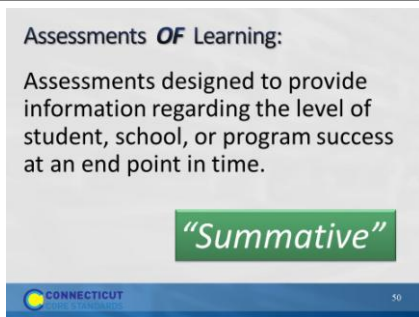 Assessments OF Learning:
Assessments designed to provide
information regarding the level of
student, school, or program success
at an end point in time.
“Summative”
CONNECTICUT
CORE STANDARDS
50